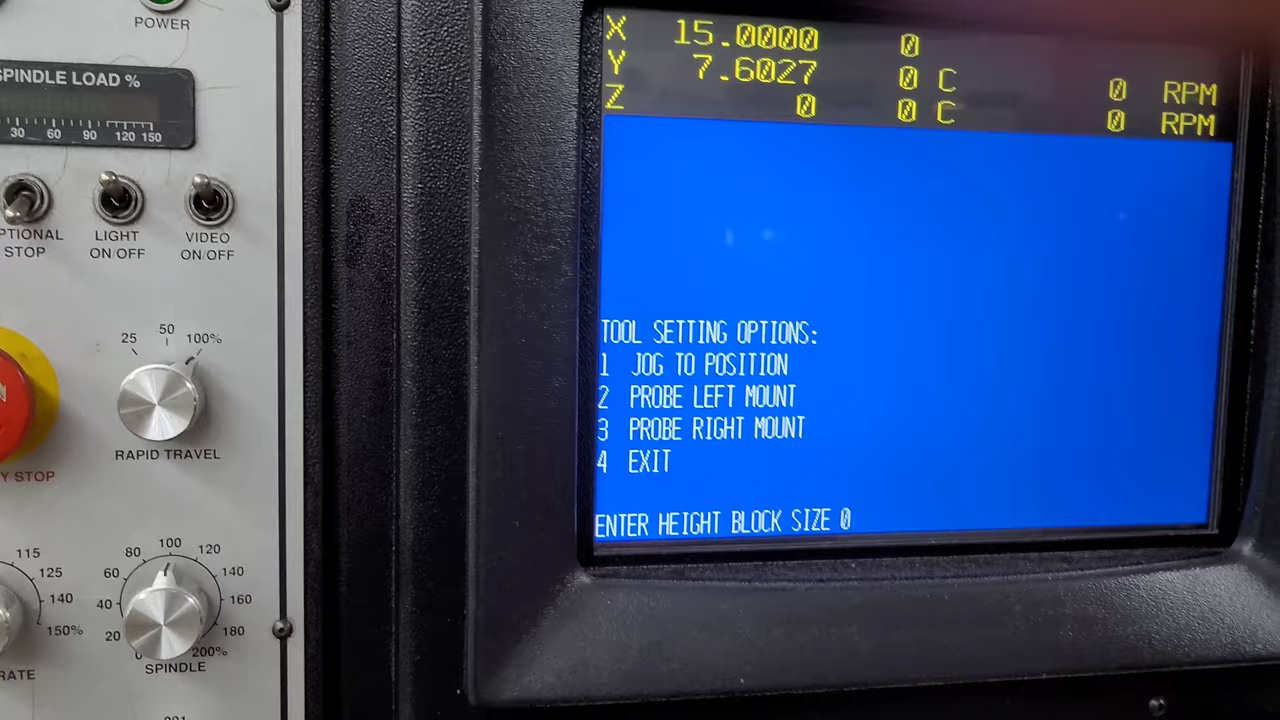 POWER
SPINDLE LOAD %
30 60 90 120 150
STOP
LIGHT
ON/OFF
VIDEO
ON/OFF
25 50 100%
RAPID TRAVEL
STOP
115
125
140
150%
0 20 40 60 80 100 120 140 160 180 200%
SPINDLE
X 15.0000 0
Y 7.6027 0 C 0 RPM
Z 0 0 C 0 RPM
TOOL SETTING OPTIONS:
1 JOG TO POSITION
2 PROBE LEFT MOUNT
3 PROBE RIGHT MOUNT
4 EXIT
ENTER HEIGHT BLOCK SIZE 0